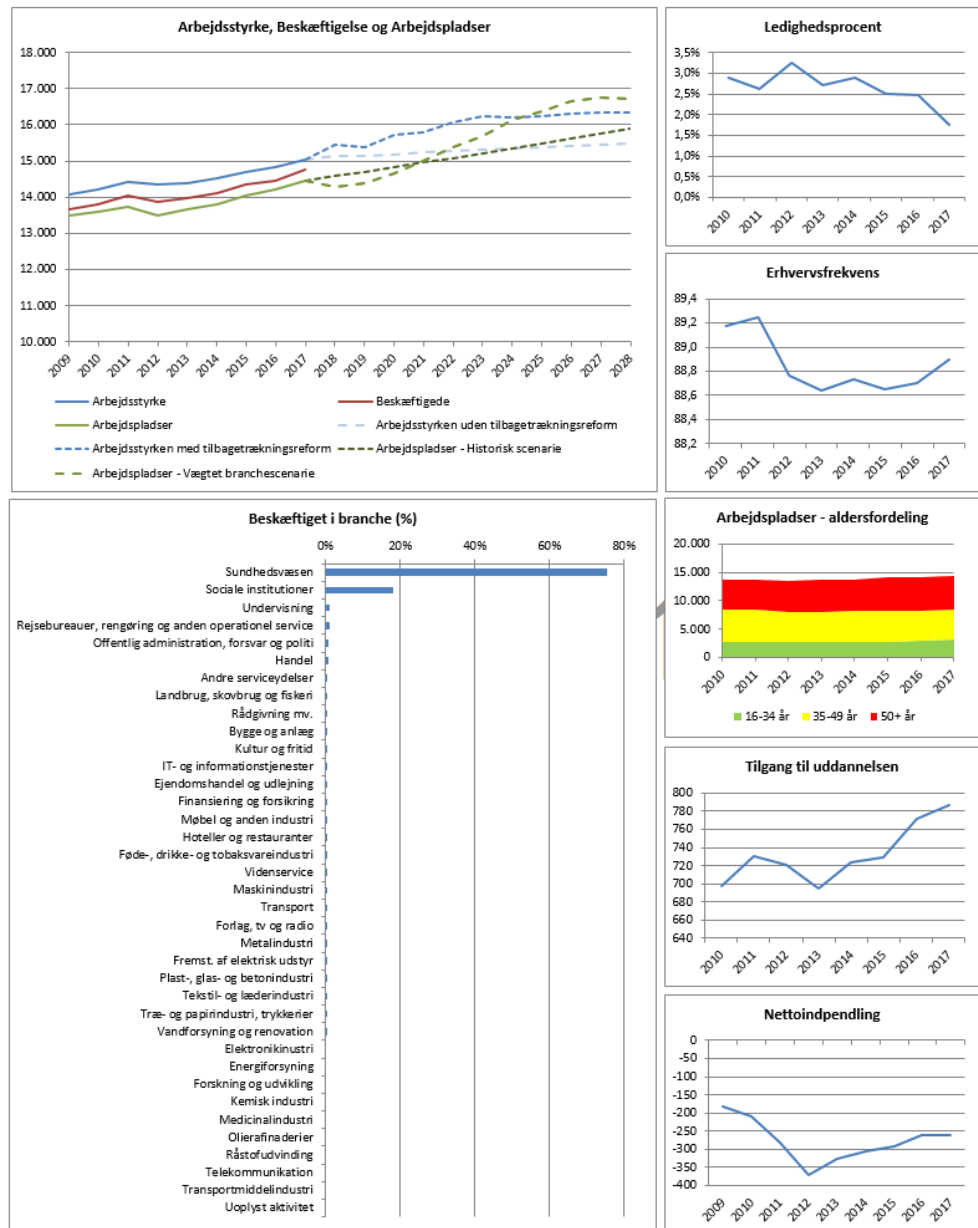 Arbejdsstyrke, Beskæftigelse og Arbejdspladser
18.000
17.000
16.000
15.000
14.000
13.000
12.000
11.000
10.000
2009 2010 2011 2012 2013 2014 2015 2016 2017 2018 2019 2020 2021 2022 2023 2024 2025 2026 2027 2028
Arbejdsstyrke Beskæftigede
Arbejdspladser Arbejdsstyrken uden tilbagetrækningsreform
Arbejdsstyrken med tilbagetrækningsreform Arbejdspladser - Historisk scenarie
Arbejdspladser - Vægtet branchescenarie
Ledighedsprocent
3,5%
3,0%
2,5%
2,0%
1,5%
1,0%
0,5%
0,0%
2010 2011 2012 2013 2014 2015 2016 2017
Erhvervsfrekvens
89,4
89,2
89,0
88,8
88,6
88,4
88,2
2010 2011 2012 2013 2014 2015 2016 2017
Beskæftiget i branche (%)
0% 20% 40% 60% 80%
Sundhedsvæsen
Sociale institutioner
Undervisning
Rejsebureauer, rengøring og anden operationel service
Offentlig administration, forsvar og politi
Handel
Andre serviceydelser
Landbrug, skovbrug og fiskeri
Rådgivning mv.
Bygge og anlæg
Kultur og fritid
IT- og informationstjenester
Ejendomshandel og udlejning
Finansiering og forsikring
Møbel og anden industri
Hoteller og restauranter
Føde-, drikke- og tobaksvareindustri
Videnservice
Maskinindustri
Transport
Forlag, tv og radio
Metalindustri
Fremst. af elektrisk udstyr
Plast-, glas- og betonindustri
Tekstil- og læderindustri
Træ- og papirindustri, trykkerier
Vandforsyning og renovation
Elektronikinustri
Energiforsyning
Forskning og udvikling
Kemisk industri
Medicinalindustri
Olierafinaderier
Råstofudvinding
Telekommunikation
Transportmiddelindustri
Uoplyst aktivitet
Arbejdspladser - aldersfordeling
20.000
15.000
10.000
5.000
0
2010 2011 2012 2013 2014 2015 2016 2017
16-34 år 35-49 år 50+ år
Tilgang til uddannelsen
800
780
760
740
720
700
680
660
640
2010 2011 2012 2013 2014 2015 2016 2017
Nettoindpendling
0
-50
-100
-150
-200
-250
-300
-350
-400
2009 2010 2011 2012 2013 2014 2015 2016 2017